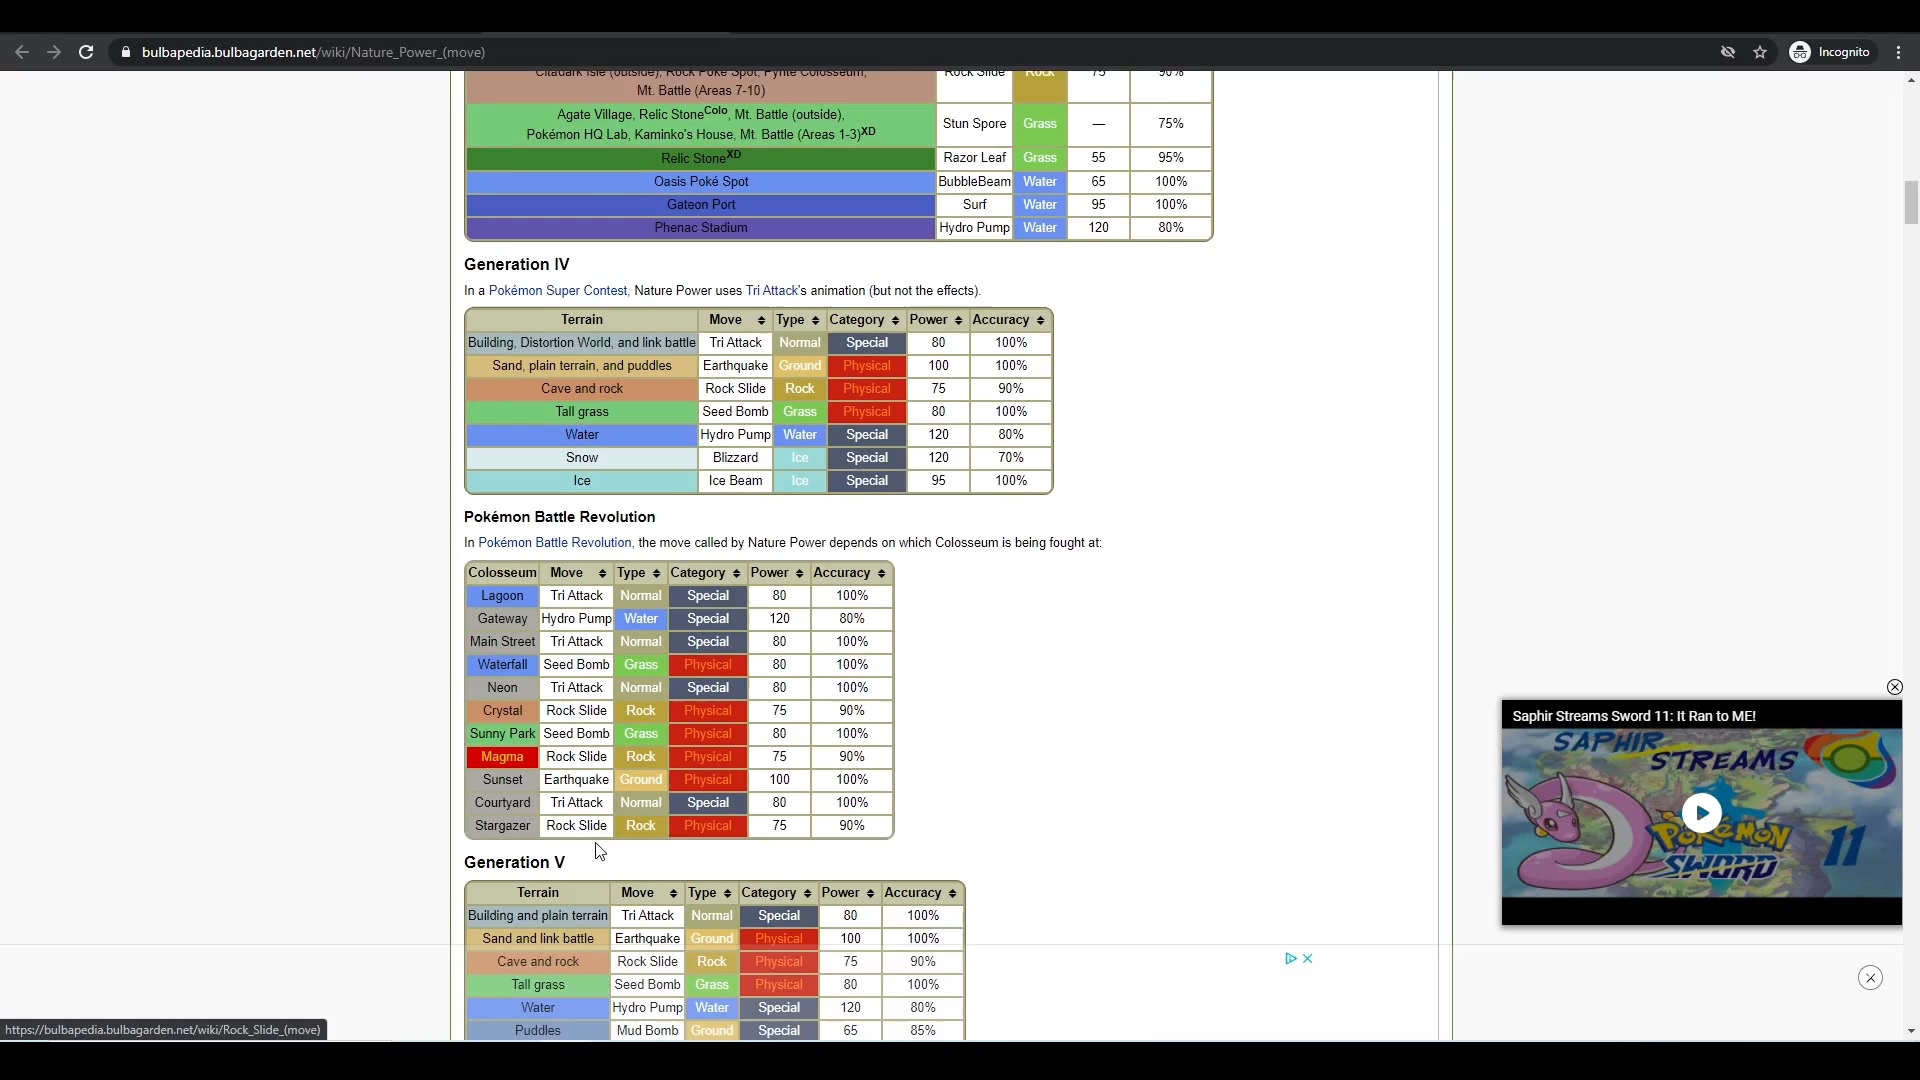 bulbapedia.bulbagarden.net/wiki/Nature_Power_(move)
Incognito
Citadark Isle (outside), Rock Poké Spot, Pyrite Colosseum, Rock Slide Rock 75 90%
Mt. Battle (Areas 7-10)
Agate Village, Relic StoneColo, Mt. Battle (outside),
Pokémon HQ Lab, Kaminko's House, Mt. Battle (Areas 1-3)XD
Stun Spore Grass — 75%
Relic StoneXD Razor Leaf Grass 55 95%
Oasis Poké Spot BubbleBeam Water 65 100%
Gateon Port Surf Water 95 100%
Phenac Stadium Hydro Pump Water 120 80%
Generation IV
In a Pokémon Super Contest, Nature Power uses Tri Attack's animation (but not the effects).
Terrain Move Type Category Power Accuracy
Building, Distortion World, and link battle Tri Attack Normal Special 80 100%
Sand, plain terrain, and puddles Earthquake Ground Physical 100 100%
Cave and rock Rock Slide Rock Physical 75 90%
Tall grass Seed Bomb Grass Physical 80 100%
Water Hydro Pump Water Special 120 80%
Snow Blizzard Ice Special 120 70%
Ice Ice Beam Ice Special 95 100%
Pokémon Battle Revolution
In Pokémon Battle Revolution, the move called by Nature Power depends on which Colosseum is being fought at:
Colosseum Move Type Category Power Accuracy
Lagoon Tri Attack Normal Special 80 100%
Gateway Hydro Pump Water Special 120 80%
Main Street Tri Attack Normal Special 80 100%
Waterfall Seed Bomb Grass Physical 80 100%
Neon Tri Attack Normal Special 80 100%
Crystal Rock Slide Rock Physical 75 90%
Sunny Park Seed Bomb Grass Physical 80 100%
Magma Rock Slide Rock Physical 75 90%
Sunset Earthquake Ground Physical 100 100%
Courtyard Tri Attack Normal Special 80 100%
Stargazer Rock Slide Rock Physical 75 90%
Generation V
Terrain Move Type Category Power Accuracy
Building and plain terrain Tri Attack Normal Special 80 100%
Sand and link battle Earthquake Ground Physical 100 100%
Cave and rock Rock Slide Rock Physical 75 90%
Tall grass Seed Bomb Grass Physical 80 100%
Water Hydro Pump Water Special 120 80%
Puddles Mud Bomb Ground Special 65 85%
Saphir Streams Sword 11: It Ran to ME!
SAPHIR
STREAMS
POKÉMON
SWORD 11
https://bulbapedia.bulbagarden.net/wiki/Rock_Slide_(move)